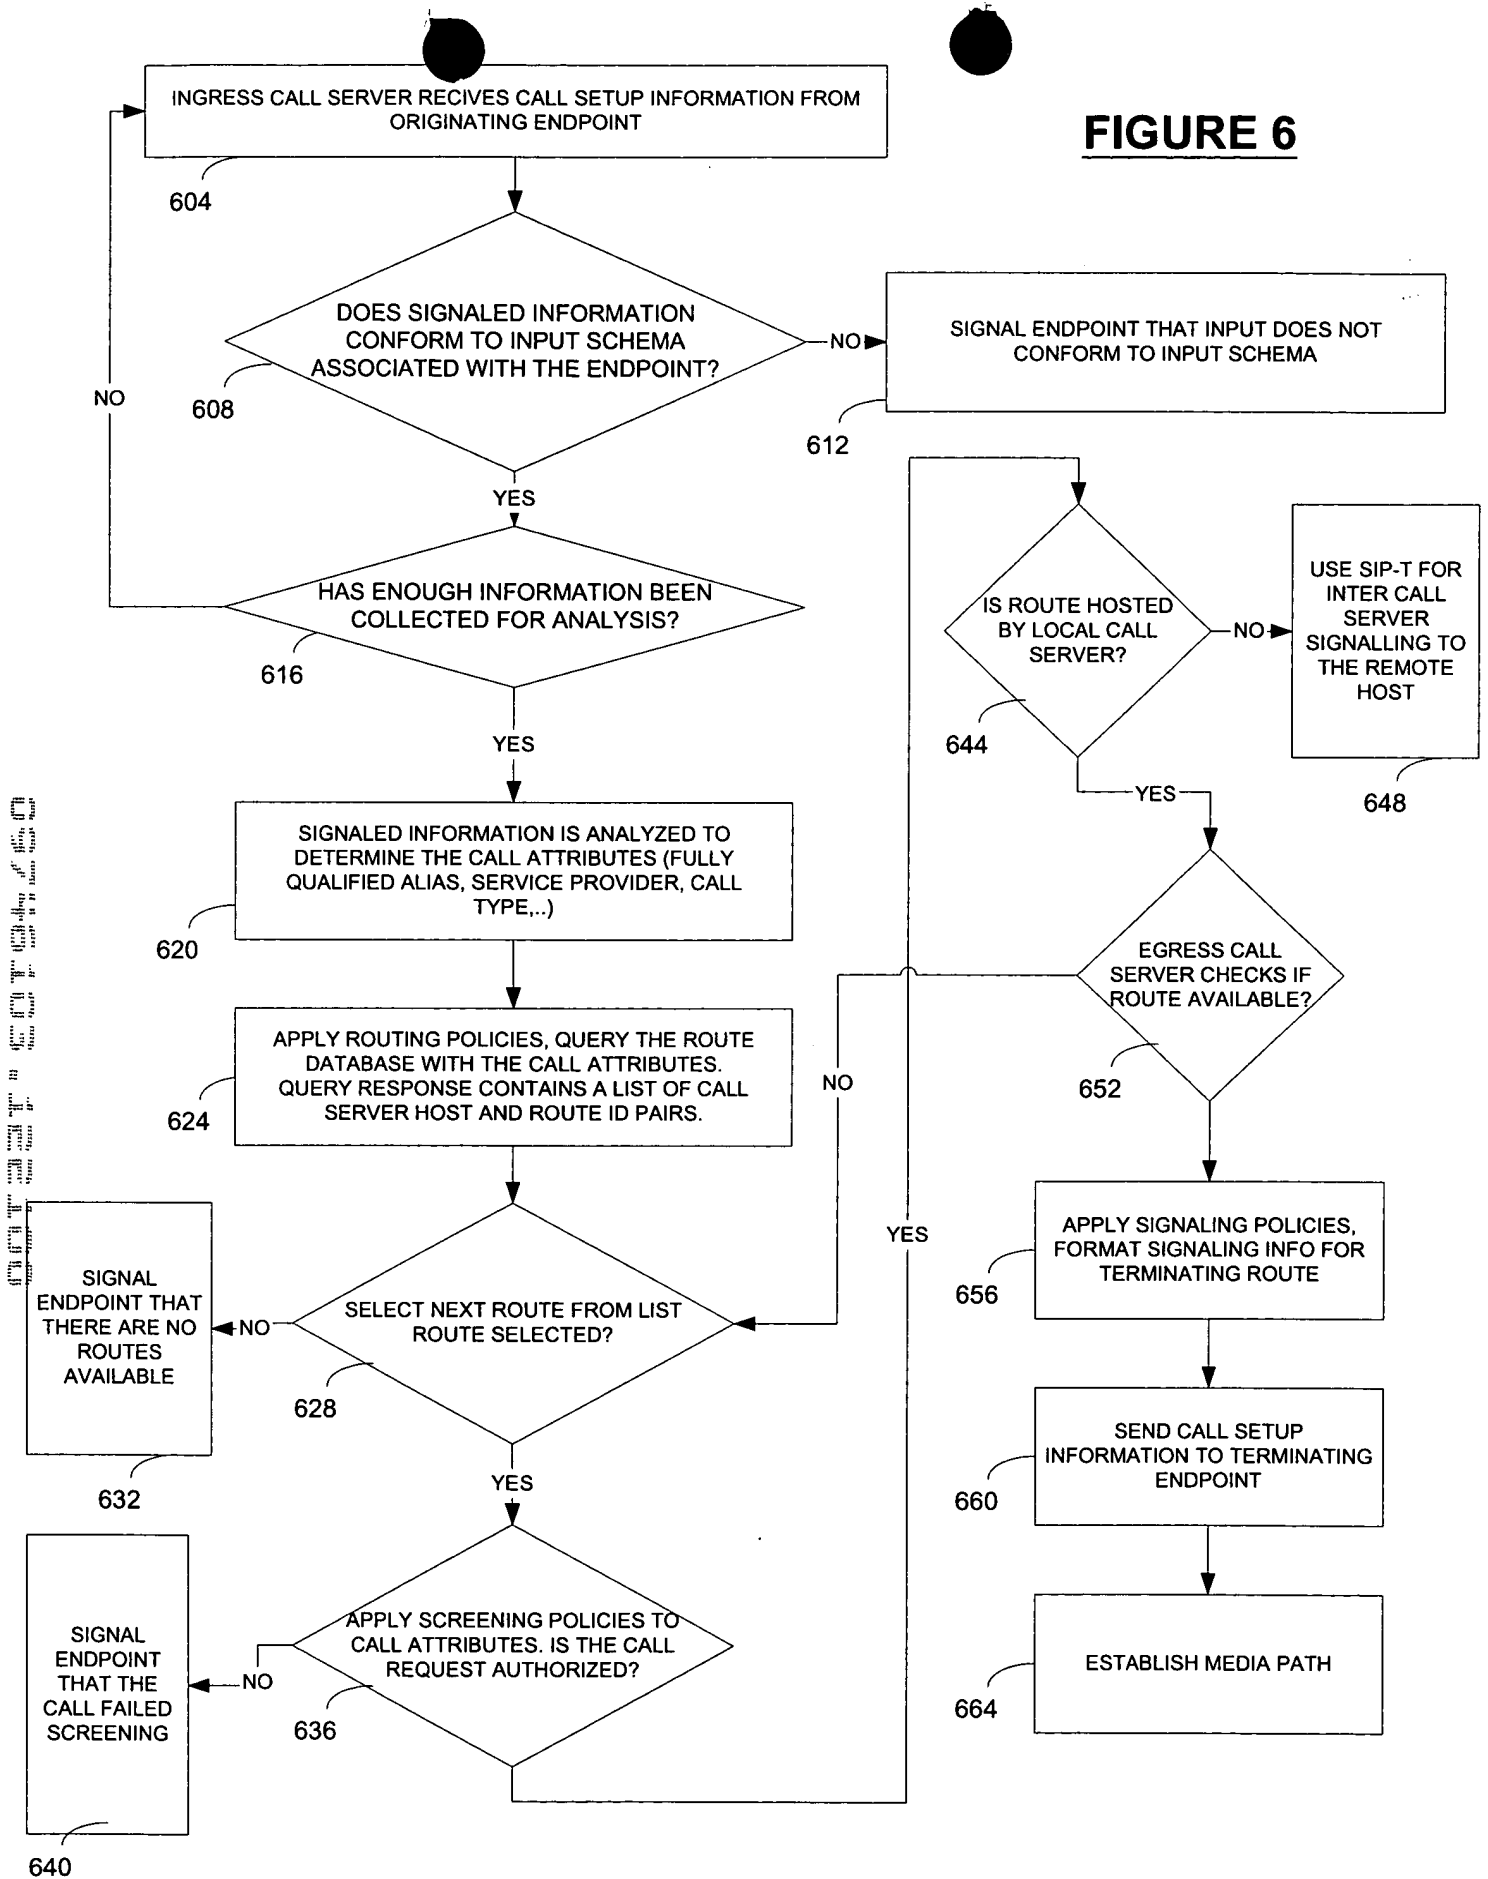 FIGURE 6
INGRESS CALL SERVER RECIVES CALL SETUP INFORMATION FROM
ORIGINATING ENDPOINT
604
DOES SIGNALED INFORMATION
CONFORM TO INPUT SCHEMA
ASSOCIATED WITH THE ENDPOINT?
608
NO
SIGNAL ENDPOINT THAT INPUT DOES NOT
CONFORM TO INPUT SCHEMA
612
NO
YES
HAS ENOUGH INFORMATION BEEN
COLLECTED FOR ANALYSIS?
616
YES
SIGNALED INFORMATION IS ANALYZED TO
DETERMINE THE CALL ATTRIBUTES (FULLY
QUALIFIED ALIAS, SERVICE PROVIDER, CALL
TYPE,..)
620
APPLY ROUTING POLICIES, QUERY THE ROUTE
DATABASE WITH THE CALL ATTRIBUTES.
QUERY RESPONSE CONTAINS A LIST OF CALL
SERVER HOST AND ROUTE ID PAIRS.
624
SELECT NEXT ROUTE FROM LIST
ROUTE SELECTED?
628
NO
SIGNAL
ENDPOINT THAT
THERE ARE NO
ROUTES
AVAILABLE
632
YES
APPLY SCREENING POLICIES TO
CALL ATTRIBUTES. IS THE CALL
REQUEST AUTHORIZED?
636
NO
SIGNAL
ENDPOINT
THAT THE
CALL FAILED
SCREENING
640
YES
IS ROUTE HOSTED
BY LOCAL CALL
SERVER?
644
NO
USE SIP-T FOR
INTER CALL
SERVER
SIGNALLING TO
THE REMOTE
HOST
648
YES
EGRESS CALL
SERVER CHECKS IF
ROUTE AVAILABLE?
652
NO
APPLY SIGNALING POLICIES,
FORMAT SIGNALING INFO FOR
TERMINATING ROUTE
656
SEND CALL SETUP
INFORMATION TO TERMINATING
ENDPOINT
660
ESTABLISH MEDIA PATH
664